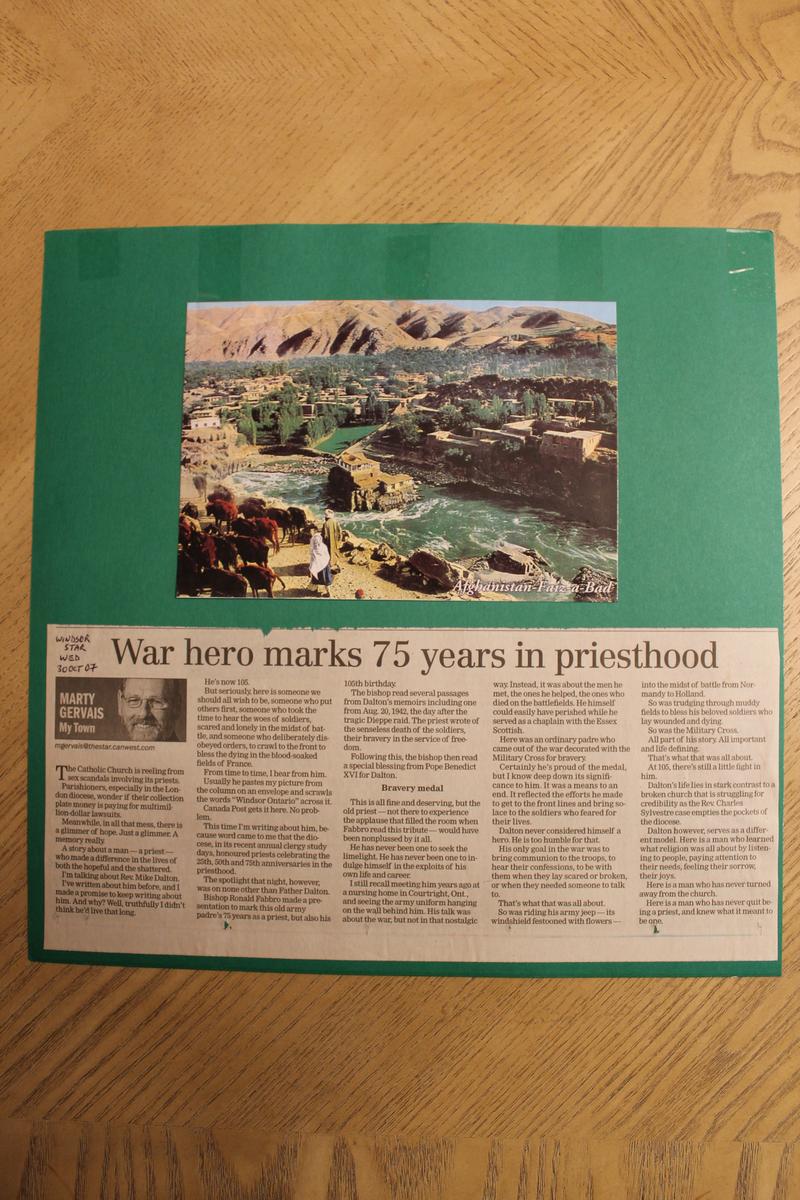 Afghanistan-Faiz-a-Bad
WINDSOR
STAR
WED
30 OCT 07
War hero marks 75 years in priesthood
MARTY
GERVAIS
My Town
mgervais@thestar.canwest.com
The Catholic Church is reeling from
sex scandals involving its priests.
Parishioners, especially in the Lon-
don diocese, wonder if their collection
plate money is paying for multimil-
lion-dollar lawsuits.
Meanwhile, in all that mess, there is
a glimmer of hope. Just a glimmer. A
memory really.
A story about a man — a priest —
who made a difference in the lives of
both the hopeful and the shattered.
I'm talking about Rev. Mike Dalton.
I've written about him before, and I
made a promise to keep writing about
him. And why? Well, truthfully I didn't
think he'd live that long.
He's now 105.
But seriously, here is someone we
should all wish to be, someone who put
others first, someone who took the
time to hear the woes of soldiers,
scared and lonely in the midst of bat-
tle, and someone who deliberately dis-
obeyed orders, to crawl to the front to
bless the dying in the blood-soaked
fields of France.
From time to time, I hear from him.
Usually he pastes my picture from
the column on an envelope and scrawls
the words "Windsor Ontario" across it.
Canada Post gets it here. No prob-
lem.
This time I'm writing about him, be-
cause word came to me that the dio-
cese, in its recent annual clergy study
days, honoured priests celebrating the
25th, 50th and 75th anniversaries in the
priesthood.
The spotlight that night, however,
was on none other than Father Dalton.
Bishop Ronald Fabbro made a pre-
sentation to mark this old army
padre's 75 years as a priest, but also his
105th birthday.
The bishop read several passages
from Dalton's memoirs including one
from Aug. 20, 1942, the day after the
tragic Dieppe raid. The priest wrote of
the senseless death of the soldiers,
their bravery in the service of free-
dom.
Following this, the bishop then read
a special blessing from Pope Benedict
XVI for Dalton.
Bravery medal
This is all fine and deserving, but the
old priest — not there to experience
the applause that filled the room when
Fabbro read this tribute — would have
been nonplussed by it all.
He has never been one to seek the
limelight. He has never been one to in-
dulge himself in the exploits of his
own life and career.
I still recall meeting him years ago at
a nursing home in Courtright, Ont.,
and seeing the army uniform hanging
on the wall behind him. His talk was
about the war, but not in that nostalgic
way. Instead, it was about the men he
met, the ones he helped, the ones who
died on the battlefields. He himself
could easily have perished while he
served as a chaplain with the Essex
Scottish.
Here was an ordinary padre who
came out of the war decorated with the
Military Cross for bravery.
Certainly he's proud of the medal,
but I know deep down its signifi-
cance to him. It was a means to an
end. It reflected the efforts he made
to get to the front lines and bring so-
lace to the soldiers who feared for
their lives.
Dalton never considered himself a
hero. He is too humble for that.
His only goal in the war was to
bring communion to the troops, to
hear their confessions, to be with
them when they lay scared or broken,
or when they needed someone to talk
to.
That's what that was all about.
So was riding his army jeep — its
windshield festooned with flowers —
into the midst of battle from Nor-
mandy to Holland.
So was trudging through muddy
fields to bless his beloved soldiers who
lay wounded and dying.
So was the Military Cross.
All part of his story. All important
and life defining.
That's what that was all about.
At 105, there's still a little fight in
him.
Dalton's life lies in stark contrast to a
broken church that is struggling for
credibility as the Rev. Charles
Sylvestre case empties the pockets of
the diocese.
Dalton however, serves as a differ-
ent model. Here is a man who learned
what religion was all about by listen-
ing to people, paying attention to
their needs, feeling their sorrow,
their joys.
Here is a man who has never turned
away from the church.
Here is a man who has never quit be-
ing a priest, and knew what it meant to
be one.